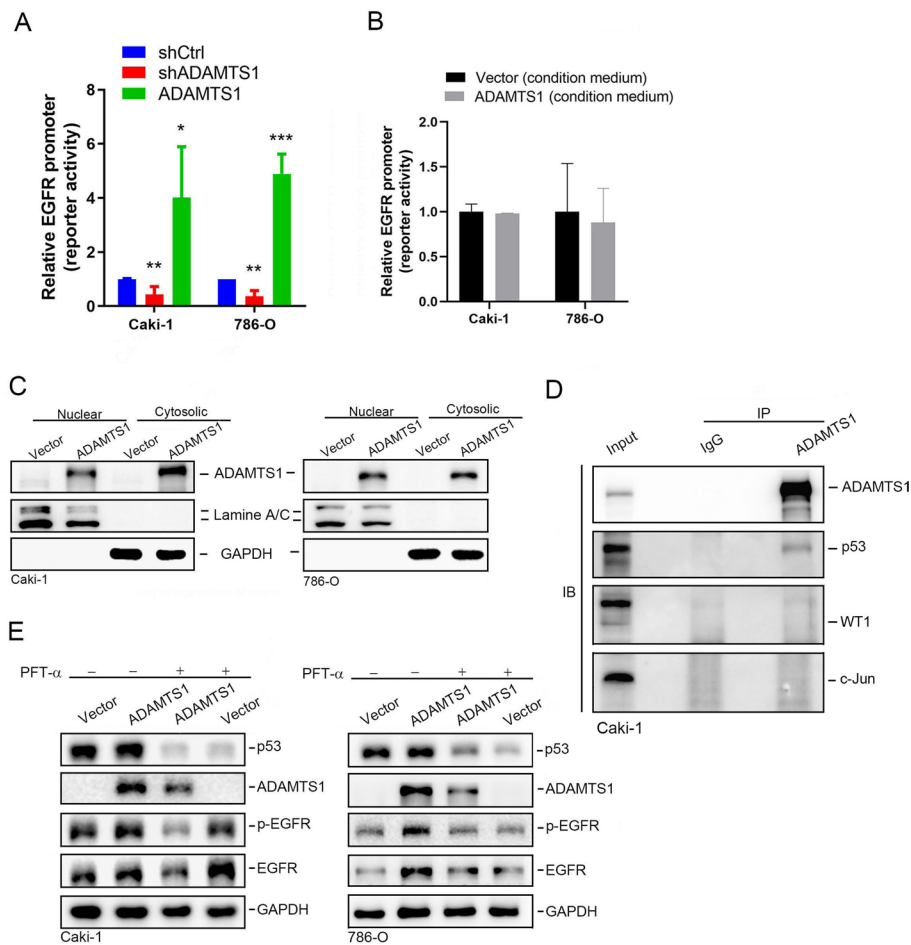 A
shCtrl
shADAMTS1
ADAMTS1
Relative EGFR promoter
(reporter activity)
8
6
4
2
0
** * ** ***
Caki-1 786-O
B
Vector (condition medium)
ADAMTS1 (condition medium)
Relative EGFR promoter
(reporter activity)
2.0
1.5
1.0
0.5
0.0
Caki-1 786-O
C
Nuclear Cytosolic Nuclear Cytosolic
Vector ADAMTS1 Vector ADAMTS1 Vector ADAMTS1 Vector ADAMTS1
ADAMTS1
Lamine A/C
GAPDH
Caki-1 786-O
D
IP
Input IgG ADAMTS1
ADAMTS1
p53
IB
WT1
c-Jun
Caki-1
E
PFT-α − − + + PFT-α − − + +
Vector ADAMTS1 ADAMTS1 Vector Vector ADAMTS1 ADAMTS1 Vector
p53 p53
ADAMTS1 ADAMTS1
p-EGFR p-EGFR
EGFR EGFR
GAPDH GAPDH
Caki-1 786-O